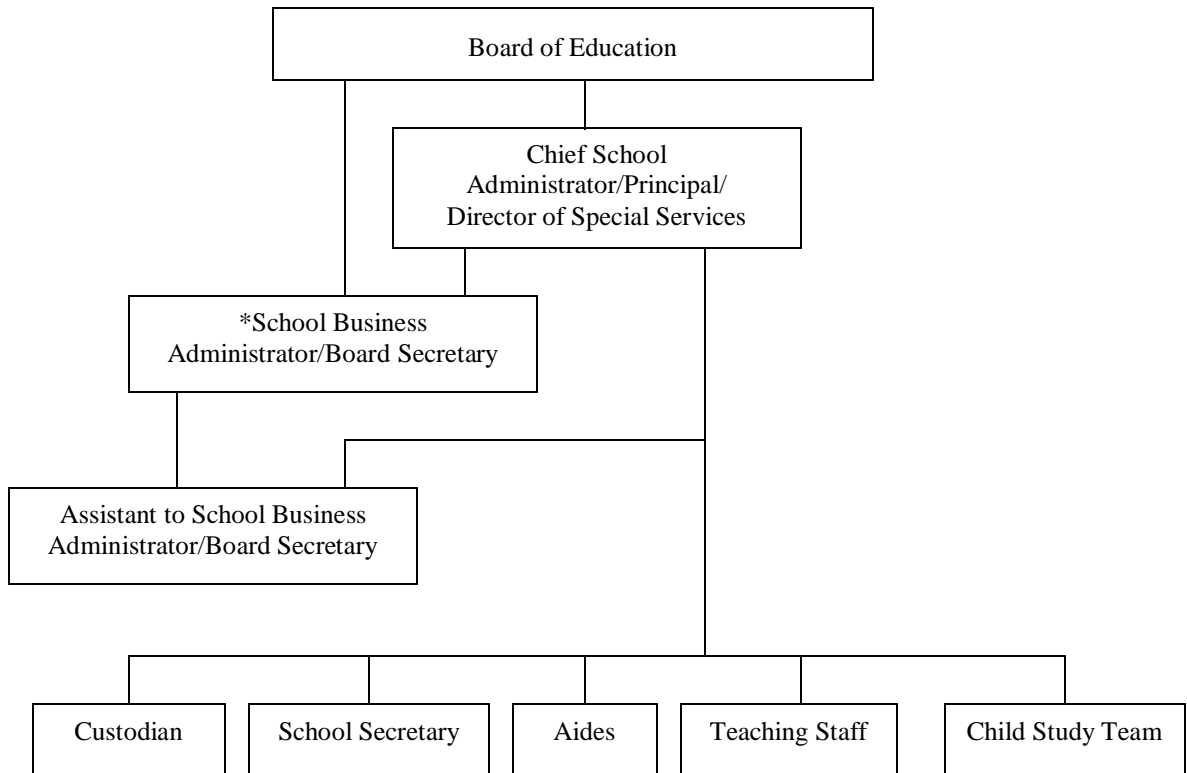 Board of Education
Chief School
Administrator/Principal/
Director of Special Services
*School Business
Administrator/Board Secretary
Assistant to School Business
Administrator/Board Secretary
Custodian
School Secretary
Aides
Teaching Staff
Child Study Team